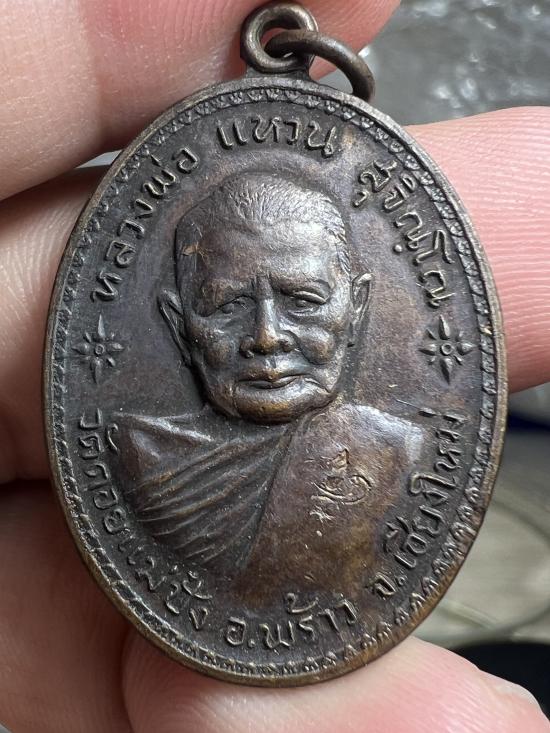 หลวงพ่อ แหวน สุจิณฺโณ
วัดดอยแม่ปั๋ง อ.พร้าว จ.เชียงใหม่